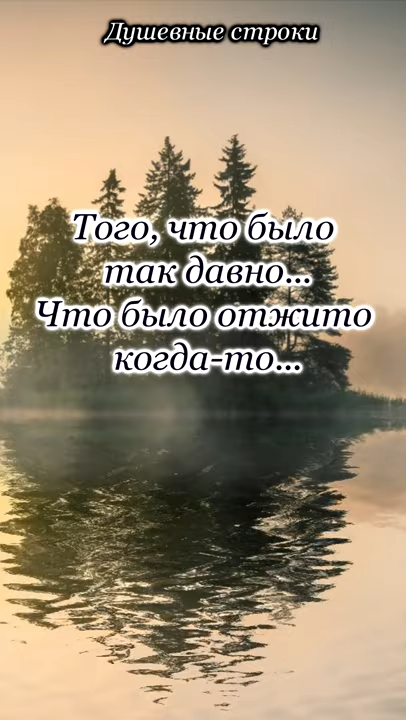 Душевные строки
Того, что было
так давно...
Что было отжито
когда-то...